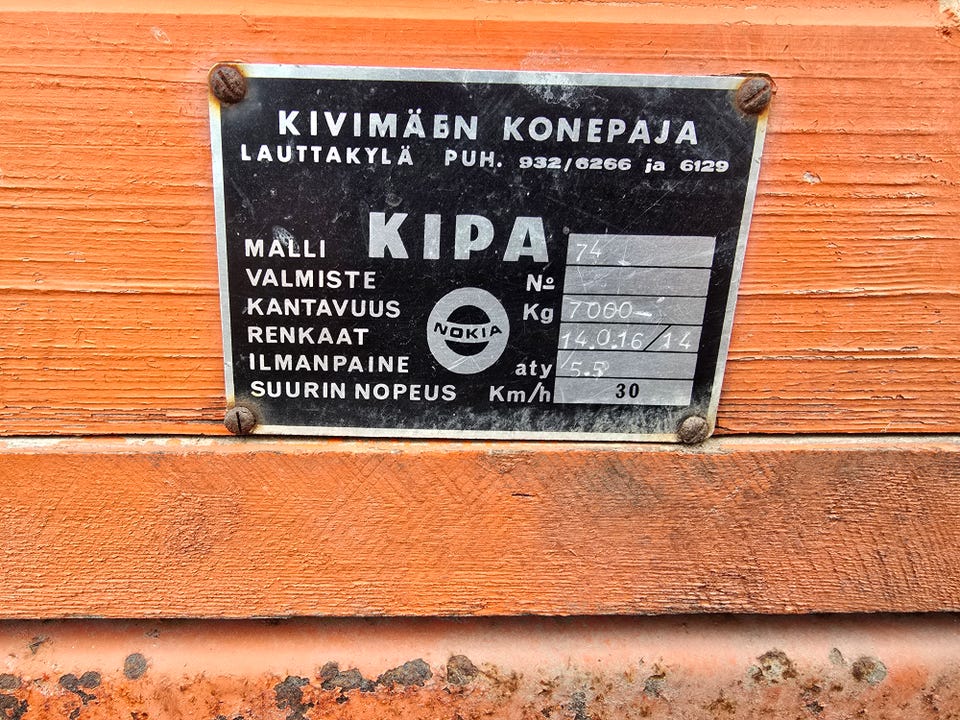 KIVIMÄEN KONEPAJA
LAUTTAKYLÄ PUH. 932/6266 ja 6129
KIPA
MALLI 74
VALMISTE №
KANTAVUUS Kg 7000-
NOKIA
RENKAAT 14.0.16/14
ILMANPAINE aty 5.5
SUURIN NOPEUS Km/h 30